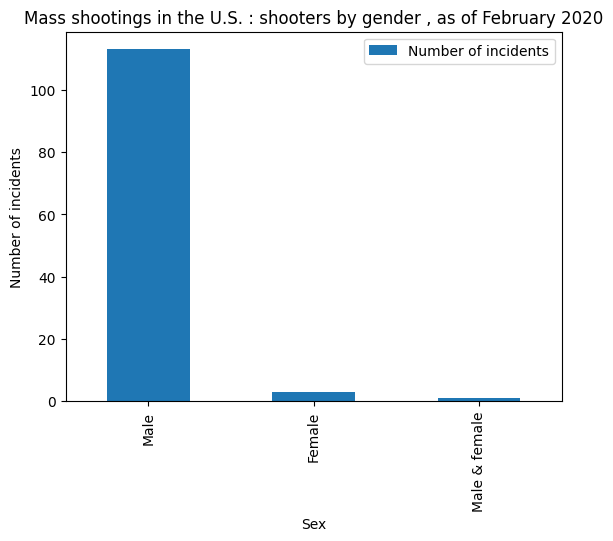 Mass shootings in the U.S. : shooters by gender , as of February 2020
Number of incidents
Number of incidents
100
80
60
40
20
0
Male
Female
Male & female
Sex